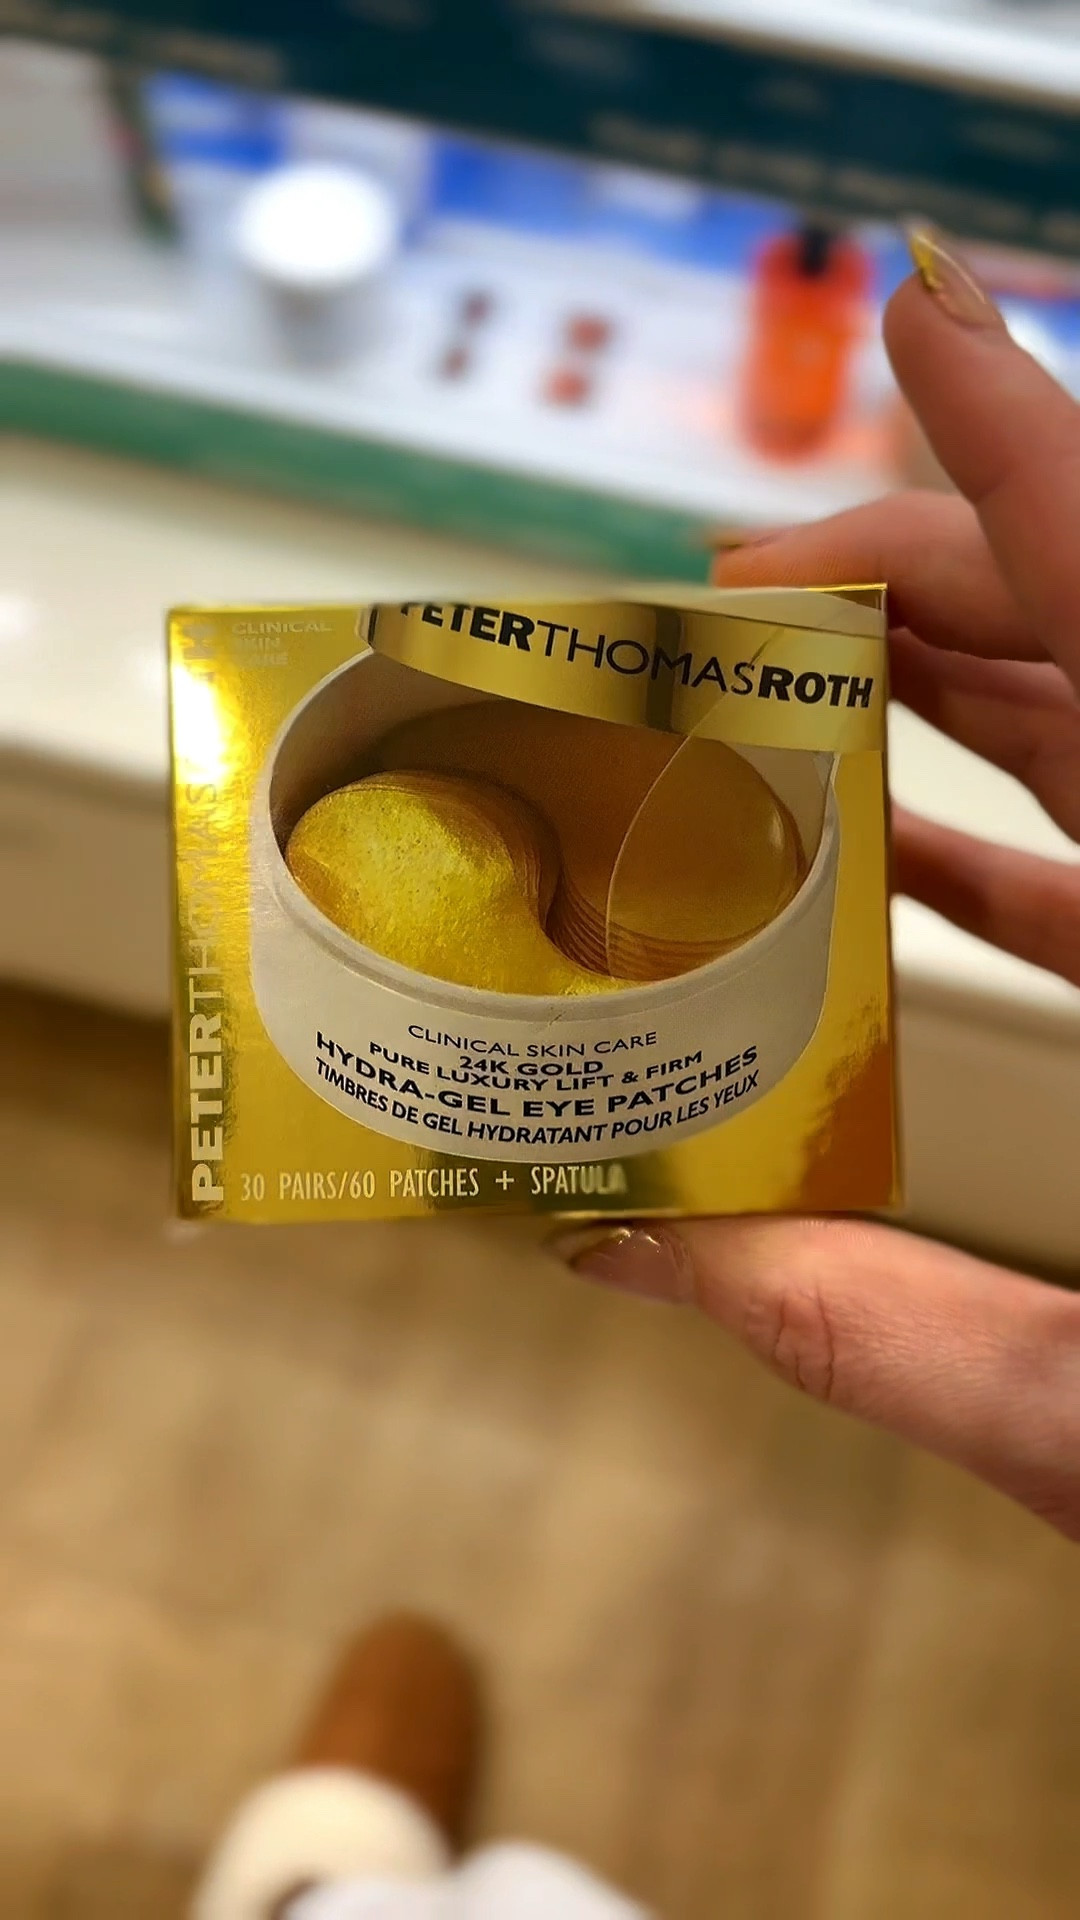 PETERTHOMASROTH
CLINICAL
SKIN
CARE
PETERTHOMASROTH
CLINICAL SKIN CARE
24K GOLD
PURE LUXURY LIFT & FIRM
HYDRA-GEL EYE PATCHES
TIMBRES DE GEL HYDRATANT POUR LES YEUX
30 PAIRS/60 PATCHES + SPATULA